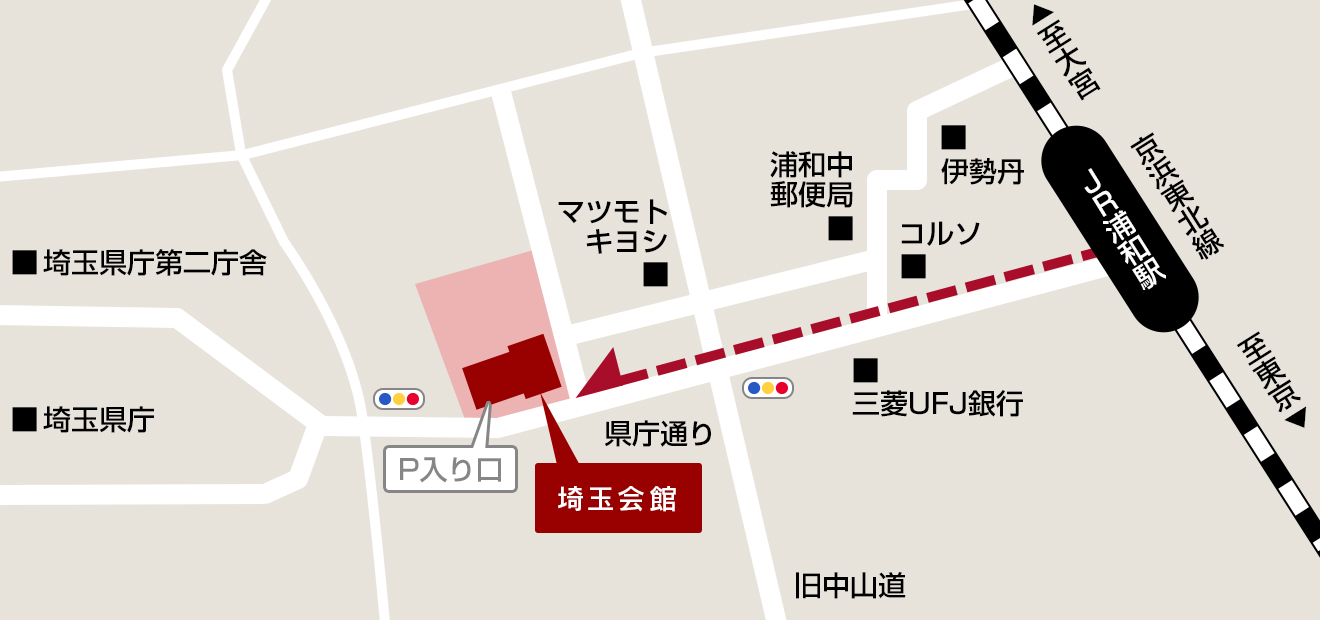 ▲至大宮
京浜東北線
JR浦和駅
至東京▼
伊勢丹
浦和中
郵便局
コルソ
マツモト
キヨシ
埼玉県庁第二庁舎
埼玉県庁
三菱UFJ銀行
県庁通り
P入り口
埼玉会館
旧中山道